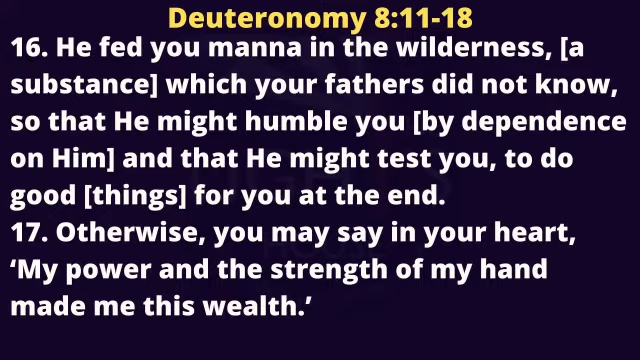 Deuteronomy 8:11-18
16. He fed you manna in the wilderness, [a
substance] which your fathers did not know,
so that He might humble you [by dependence
on Him] and that He might test you, to do
good [things] for you at the end.
17. Otherwise, you may say in your heart,
‘My power and the strength of my hand
made me this wealth.’